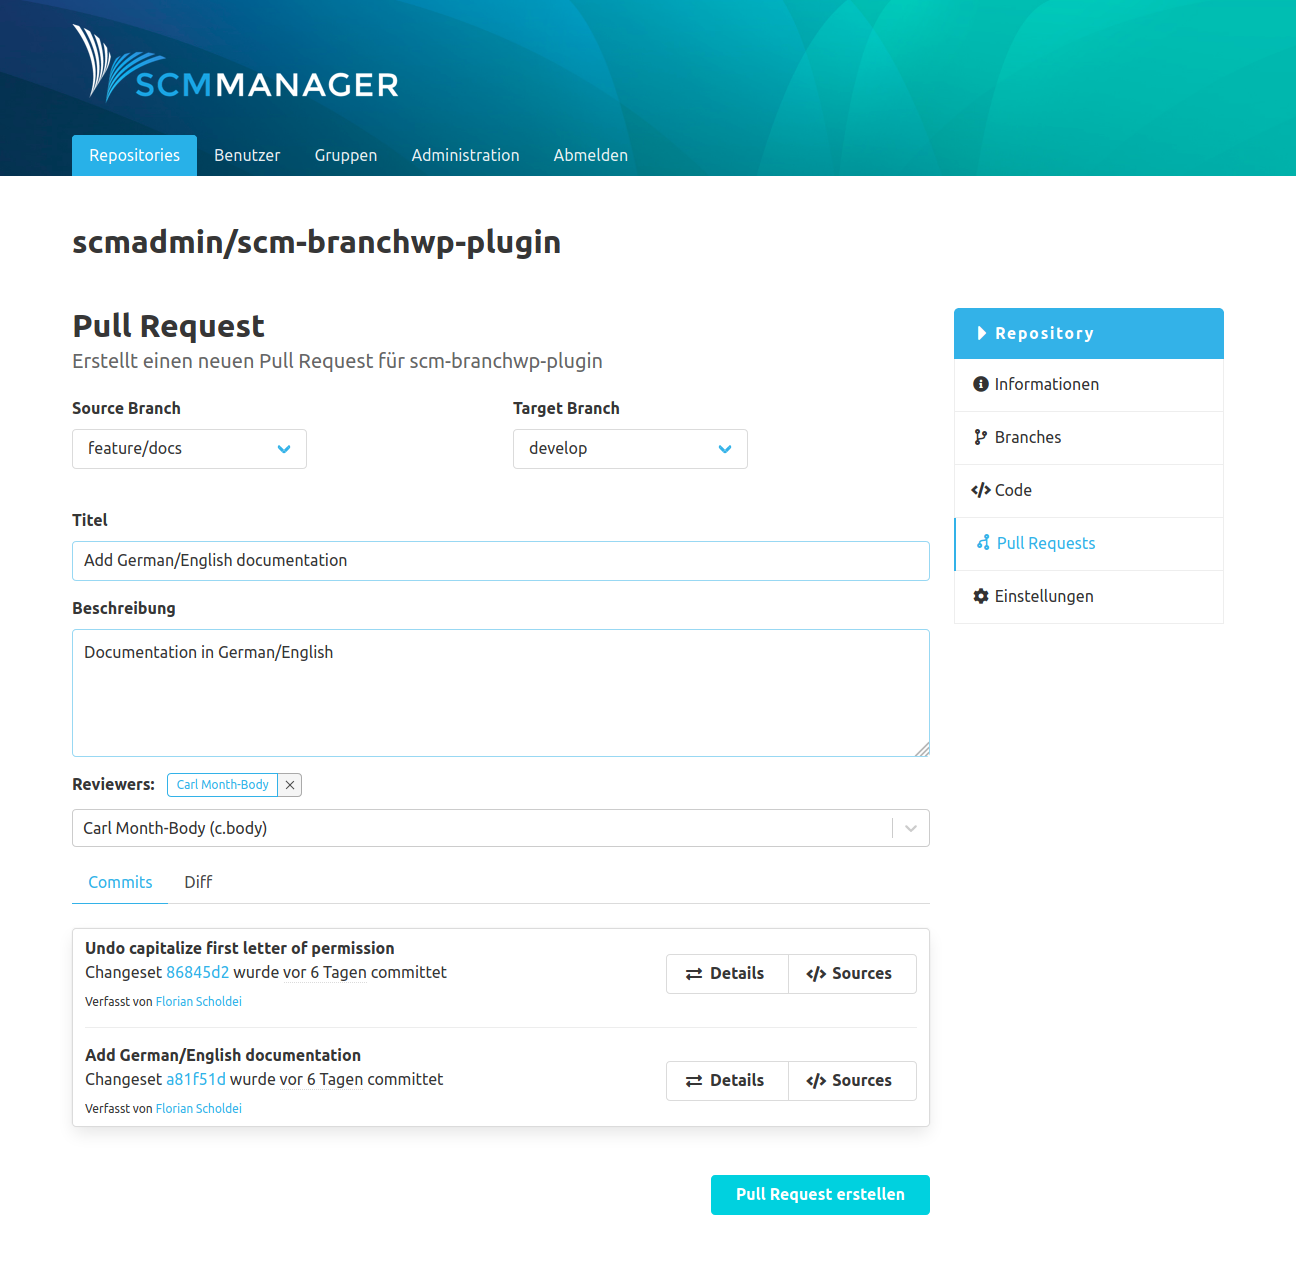 SCMMANAGER
Repositories Benutzer Gruppen Administration Abmelden
scmadmin/scm-branchwp-plugin
Pull Request
Erstellt einen neuen Pull Request für scm-branchwp-plugin
Source Branch Target Branch
feature/docs develop
Titel
Add German/English documentation
Beschreibung
Documentation in German/English
Reviewers: Carl Month-Body
Carl Month-Body (c.body)
Commits Diff
Undo capitalize first letter of permission
Changeset 86845d2 wurde vor 6 Tagen committet
Verfasst von Florian Scholdei
Details Sources
Add German/English documentation
Changeset a81f51d wurde vor 6 Tagen committet
Verfasst von Florian Scholdei
Details Sources
Pull Request erstellen
Repository
Informationen
Branches
Code
Pull Requests
Einstellungen